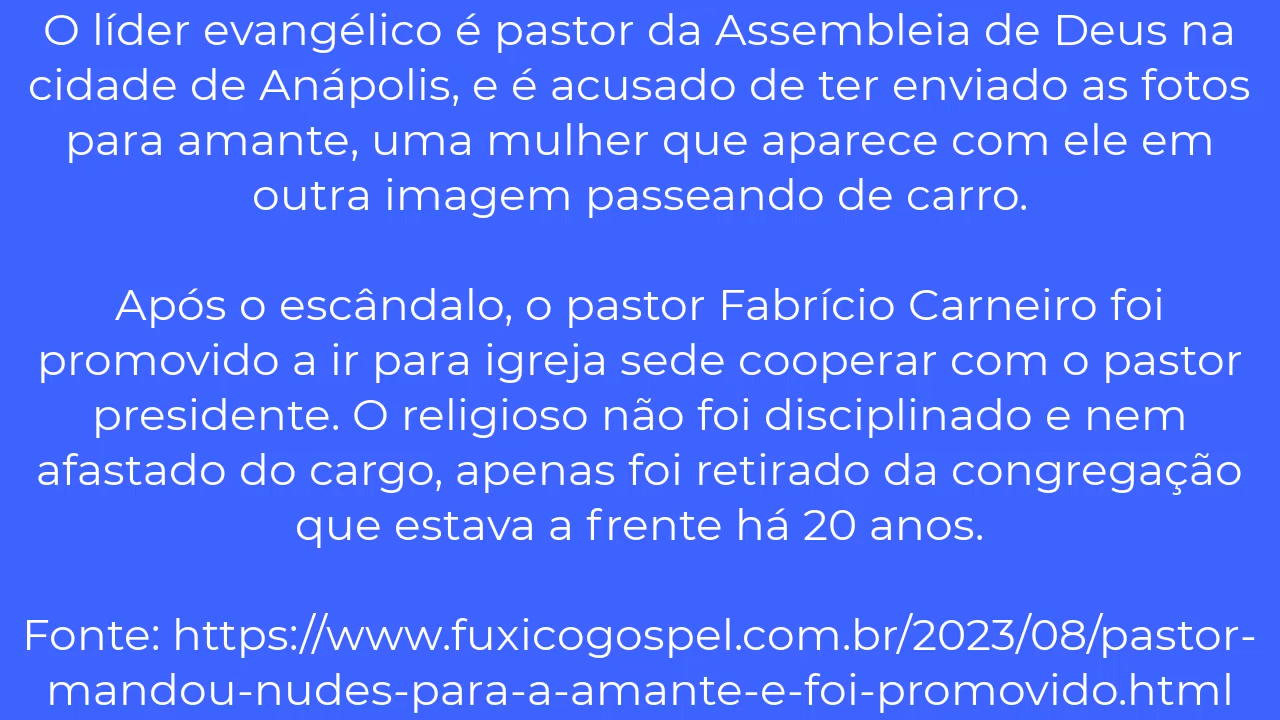 O líder evangélico é pastor da Assembleia de Deus na
cidade de Anápolis, e é acusado de ter enviado as fotos
para amante, uma mulher que aparece com ele em
outra imagem passeando de carro.
Após o escândalo, o pastor Fabrício Carneiro foi
promovido a ir para igreja sede cooperar com o pastor
presidente. O religioso não foi disciplinado e nem
afastado do cargo, apenas foi retirado da congregação
que estava a frente há 20 anos.
Fonte: https://www.fuxicogospel.com.br/2023/08/pastor-
mandou-nudes-para-a-amante-e-foi-promovido.html